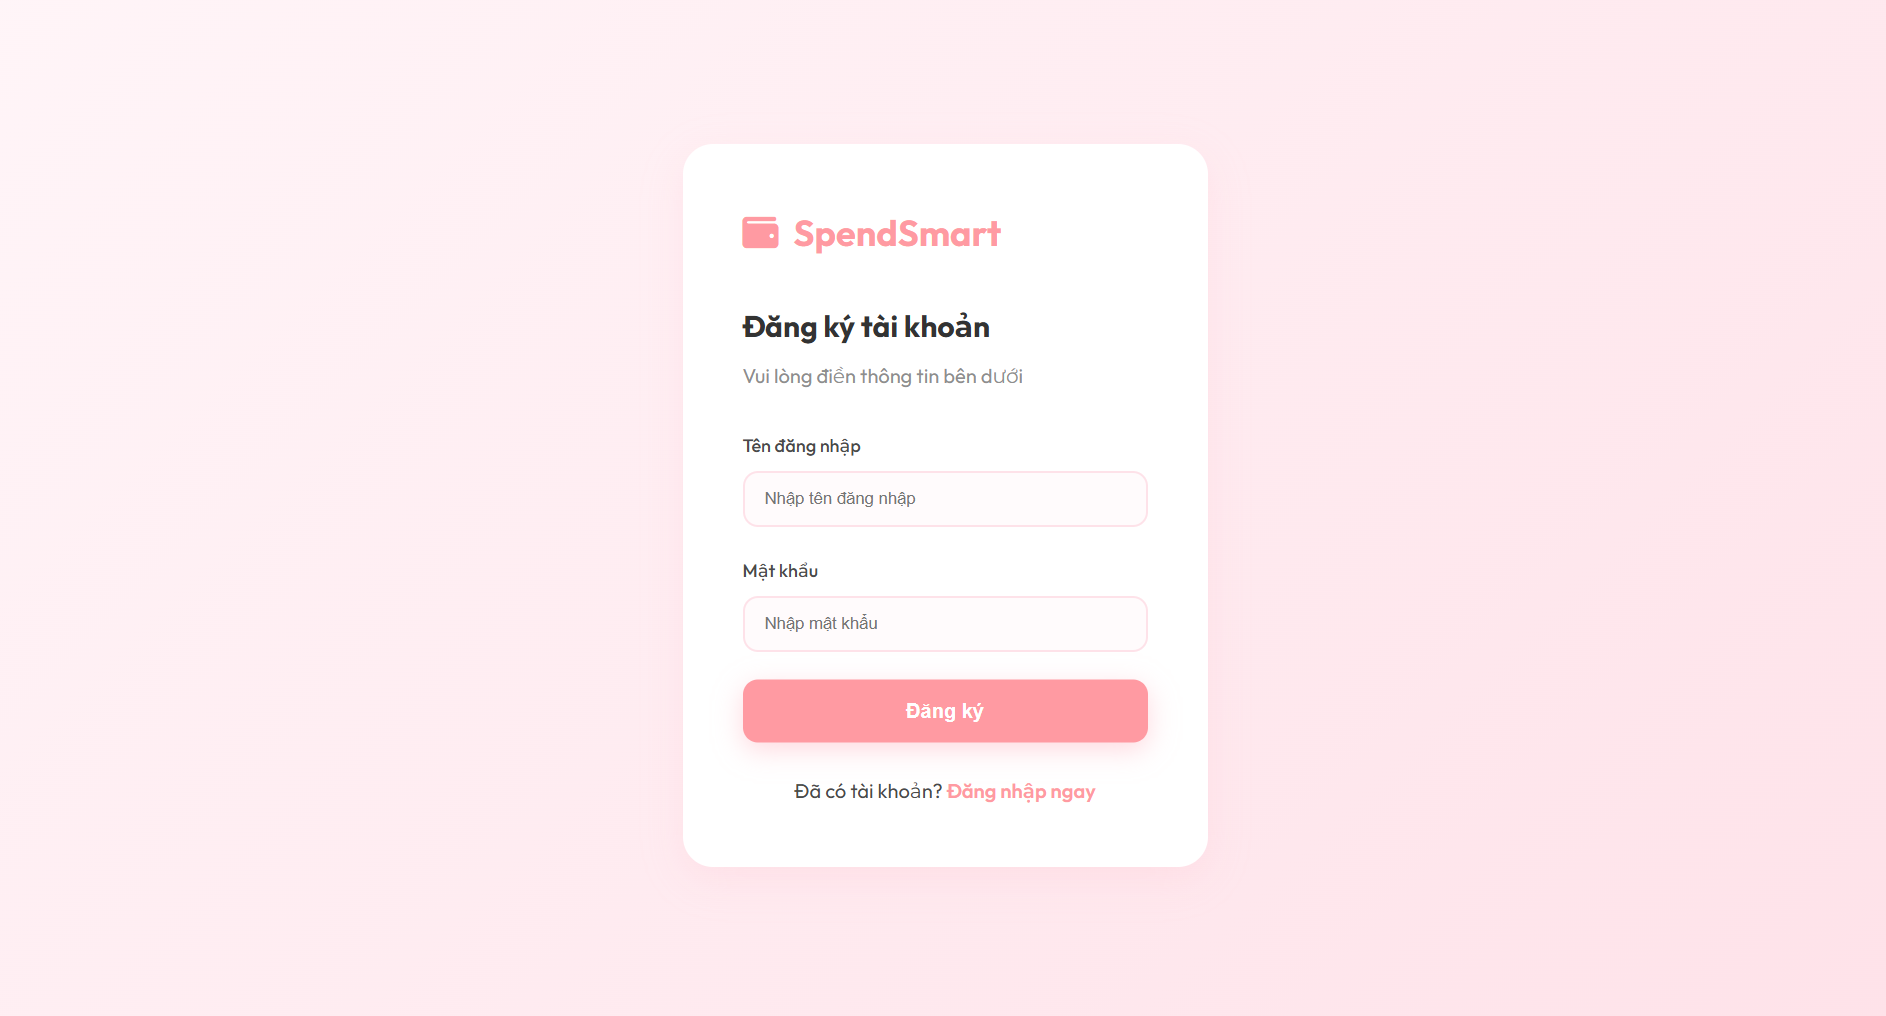 SpendSmart
Đăng ký tài khoản
Vui lòng điền thông tin bên dưới
Tên đăng nhập
Nhập tên đăng nhập
Mật khẩu
Nhập mật khẩu
Đăng ký
Đã có tài khoản? Đăng nhập ngay